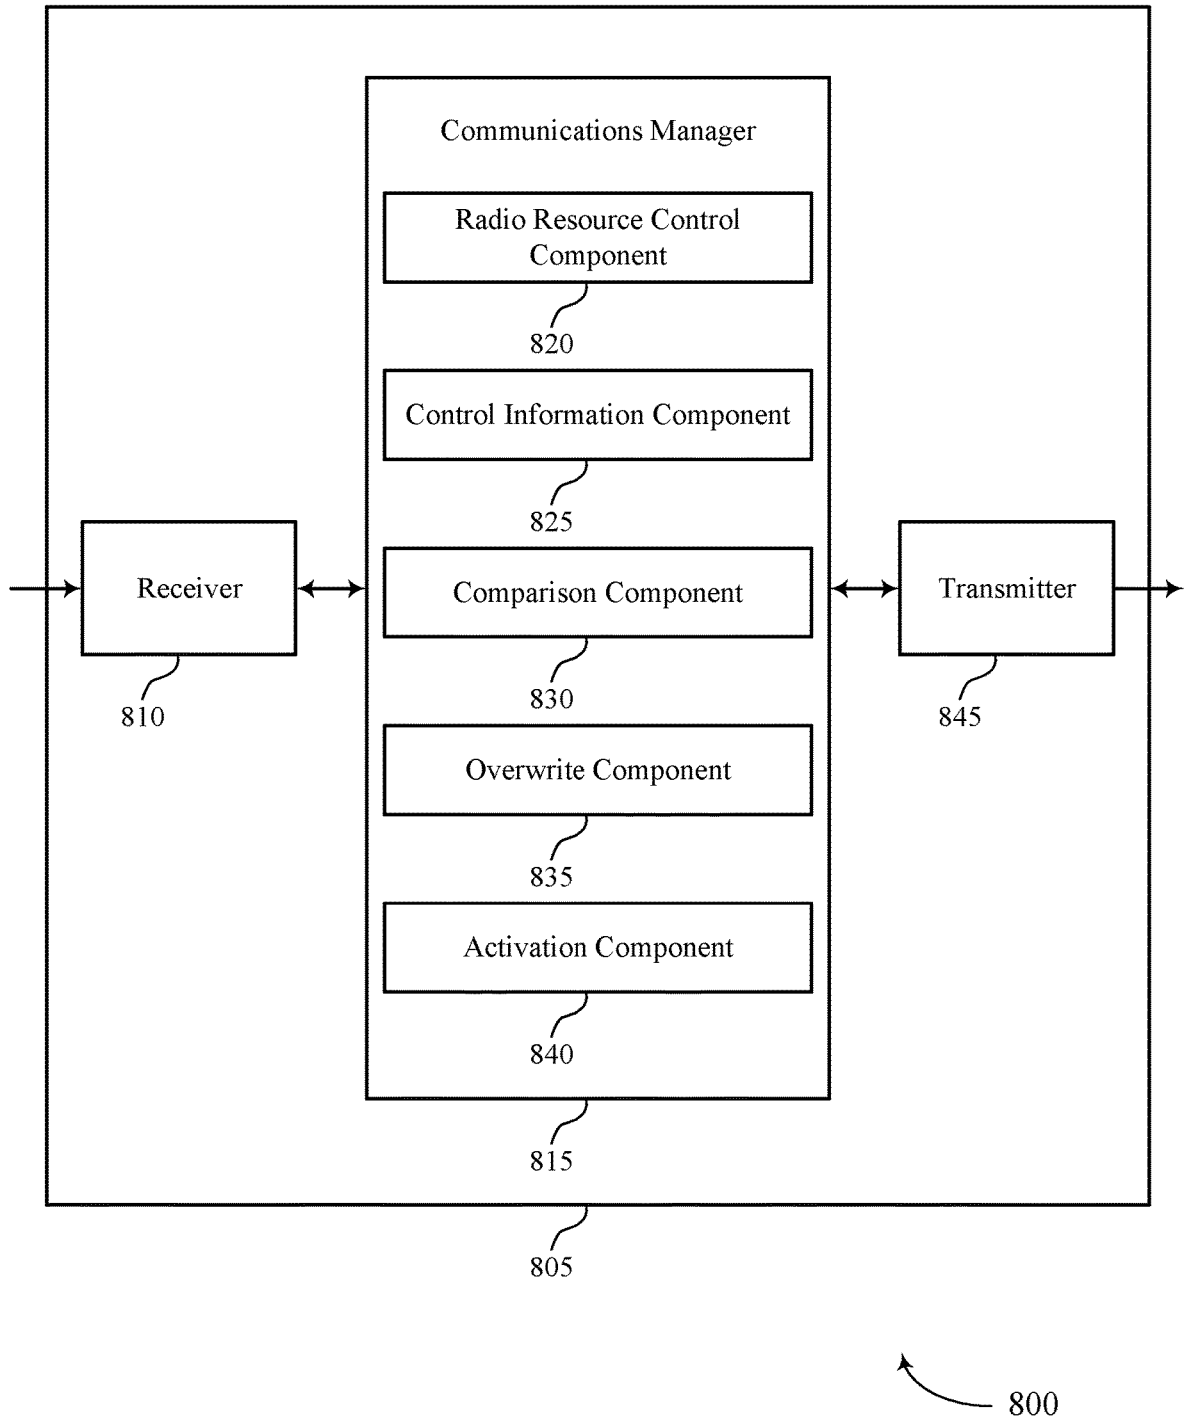 Communications Manager
Radio Resource Control
Component
820
Control Information Component
825
Receiver
810
Comparison Component
830
Transmitter
845
Overwrite Component
835
Activation Component
840
815
805
800